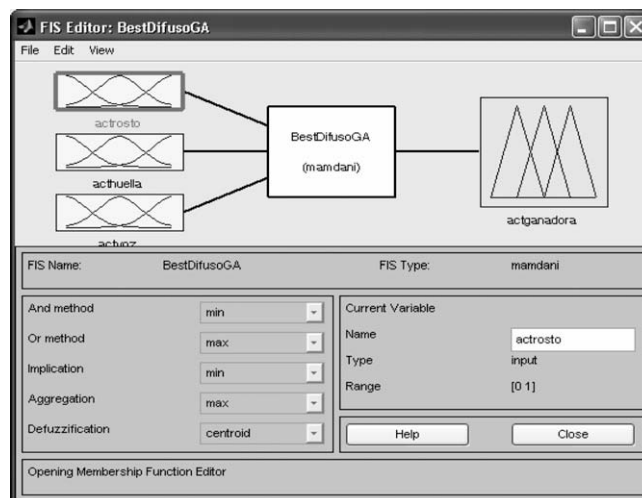 FIS Editor: BestDifusoGA
File Edit View
actrosto
BestDifusoGA
acthuella
(mamdani)
actvoz
actganadora
FIS Name: BestDifusoGA FIS Type: mamdani
And method min
Or method max
Implication min
Aggregation max
Defuzzification centroid
Current Variable
Name actrosto
Type input
Range [0 1]
Help Close
Opening Membership Function Editor